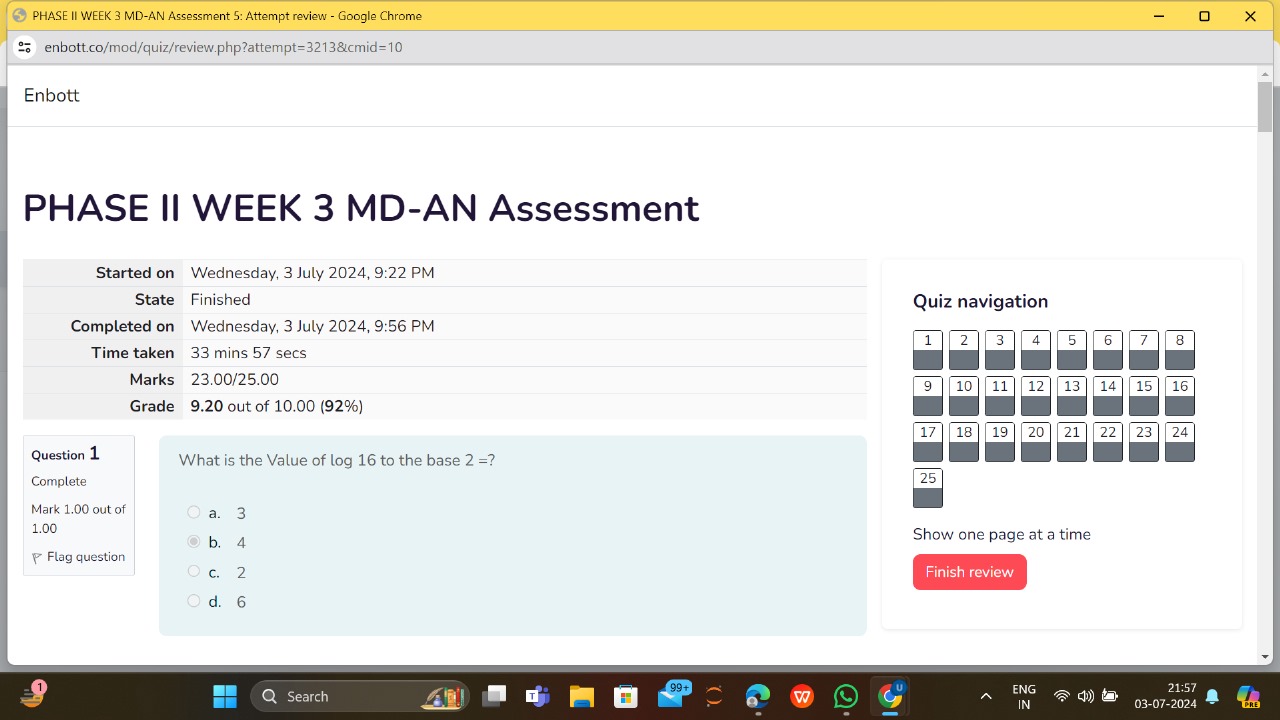 PHASE II WEEK 3 MD-AN Assessment 5: Attempt review - Google Chrome
enbott.co/mod/quiz/review.php?attempt=3213&cmid=10
Enbott
PHASE II WEEK 3 MD-AN Assessment
Started on Wednesday, 3 July 2024, 9:22 PM
State Finished
Completed on Wednesday, 3 July 2024, 9:56 PM
Time taken 33 mins 57 secs
Marks 23.00/25.00
Grade 9.20 out of 10.00 (92%)
Question 1
Complete
Mark 1.00 out of
1.00
Flag question
What is the Value of log 16 to the base 2 =?
a. 3
b. 4
c. 2
d. 6
Quiz navigation
1 2 3 4 5 6 7 8
9 10 11 12 13 14 15 16
17 18 19 20 21 22 23 24
25
Show one page at a time
Finish review
1
Search
99+
U
ENG
IN
21:57
03-07-2024
PRE